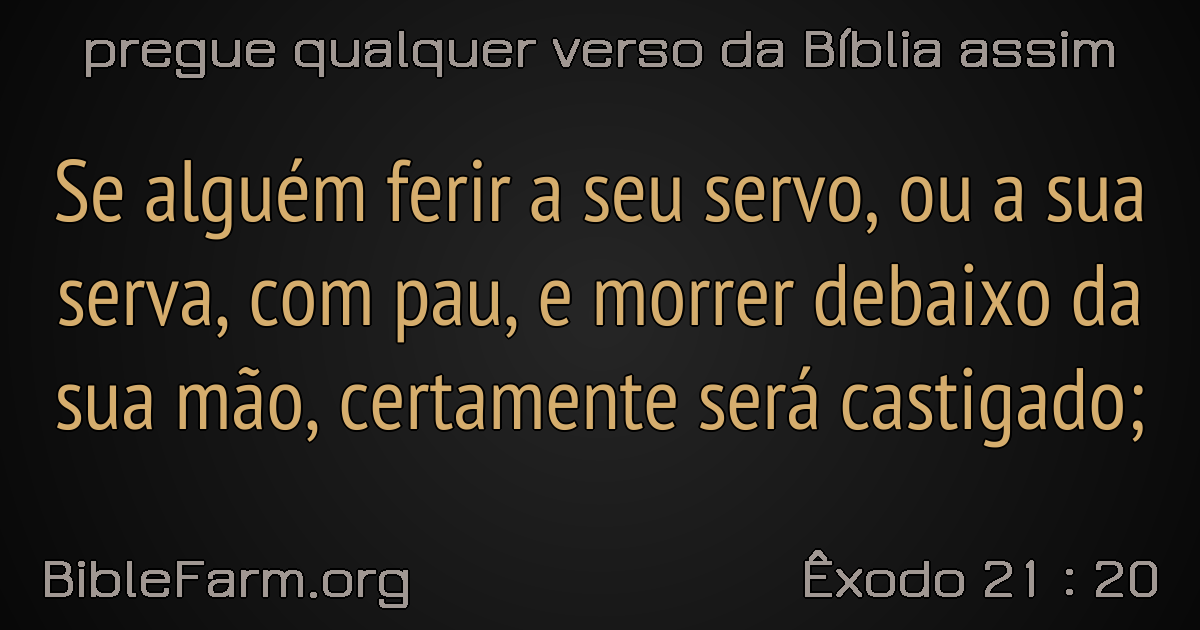 pregue qualquer verso da Bíblia assim
Se alguém ferir a seu servo, ou a sua
serva, com pau, e morrer debaixo da
sua mão, certamente será castigado;
BibleFarm.org
Êxodo 21 : 20